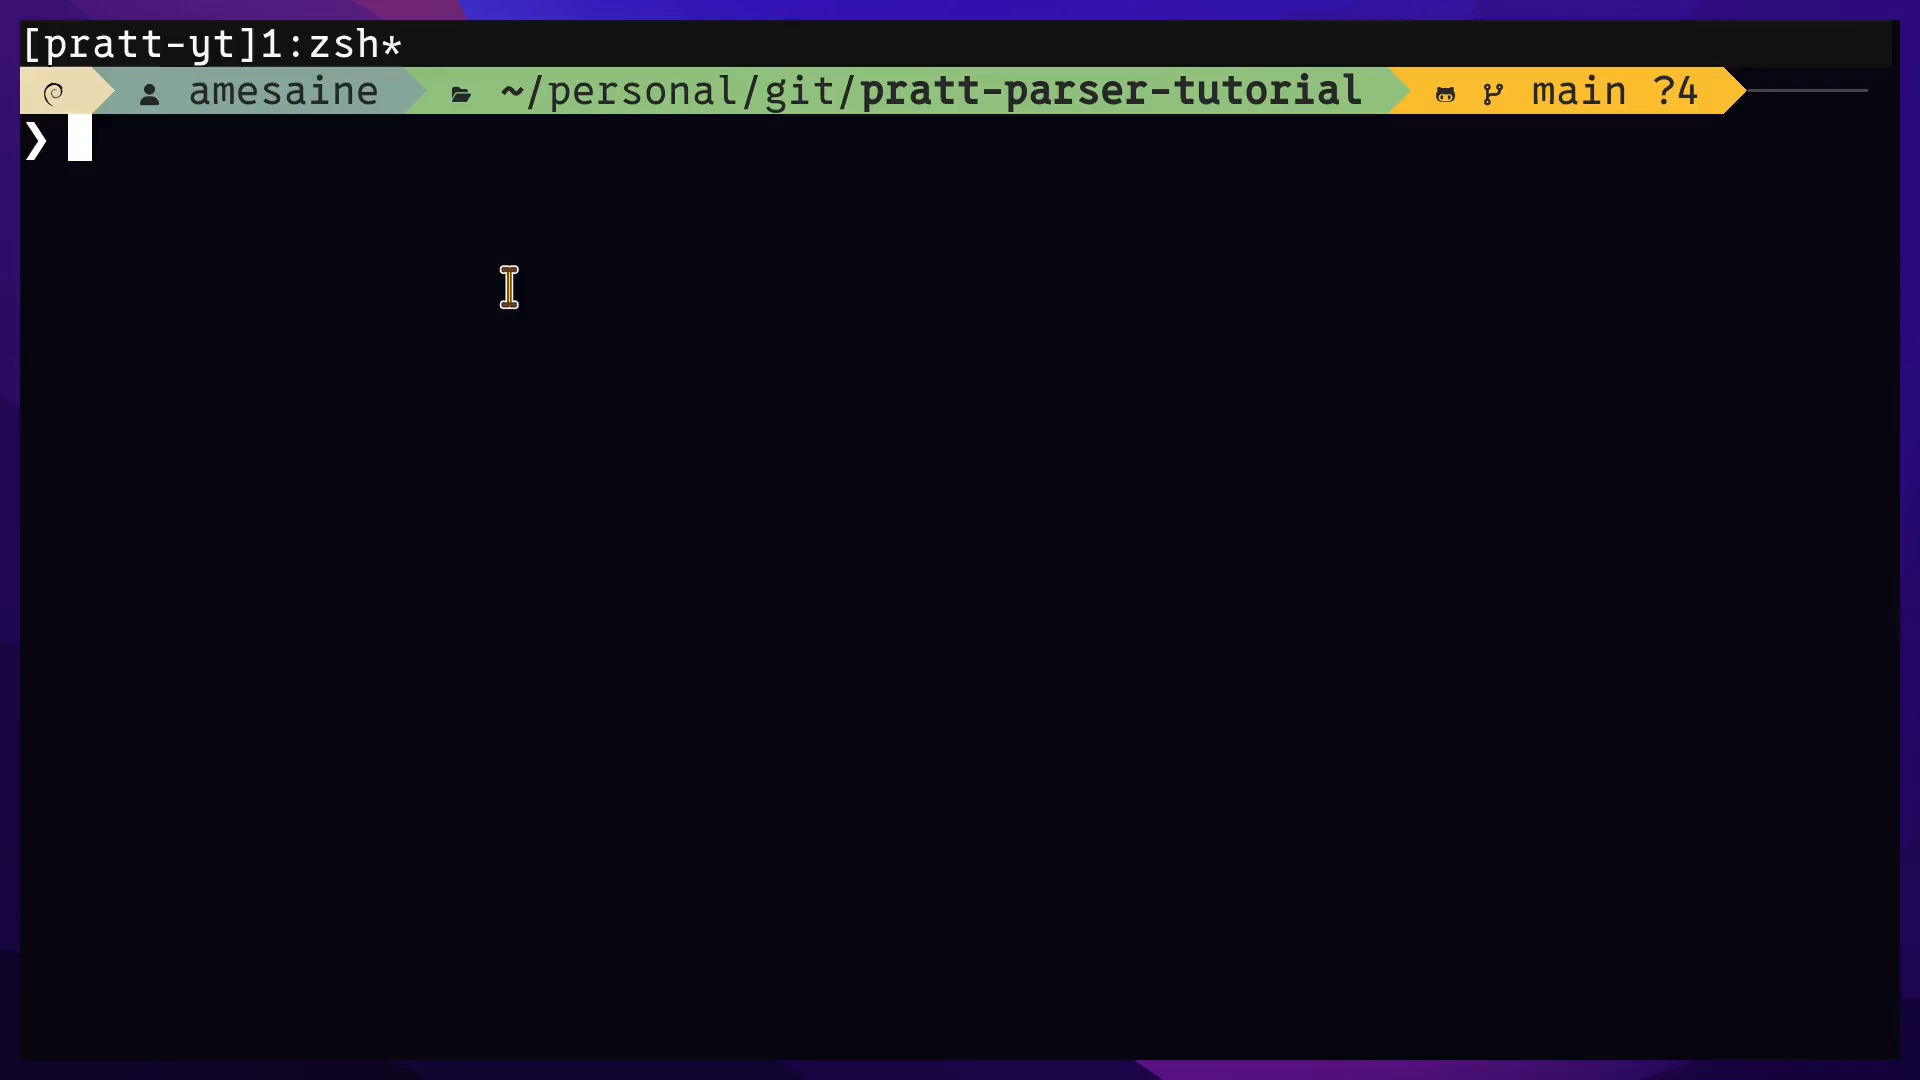 [pratt-yt]1:zsh*
amesaine ~/personal/git/pratt-parser-tutorial main ?4
❯